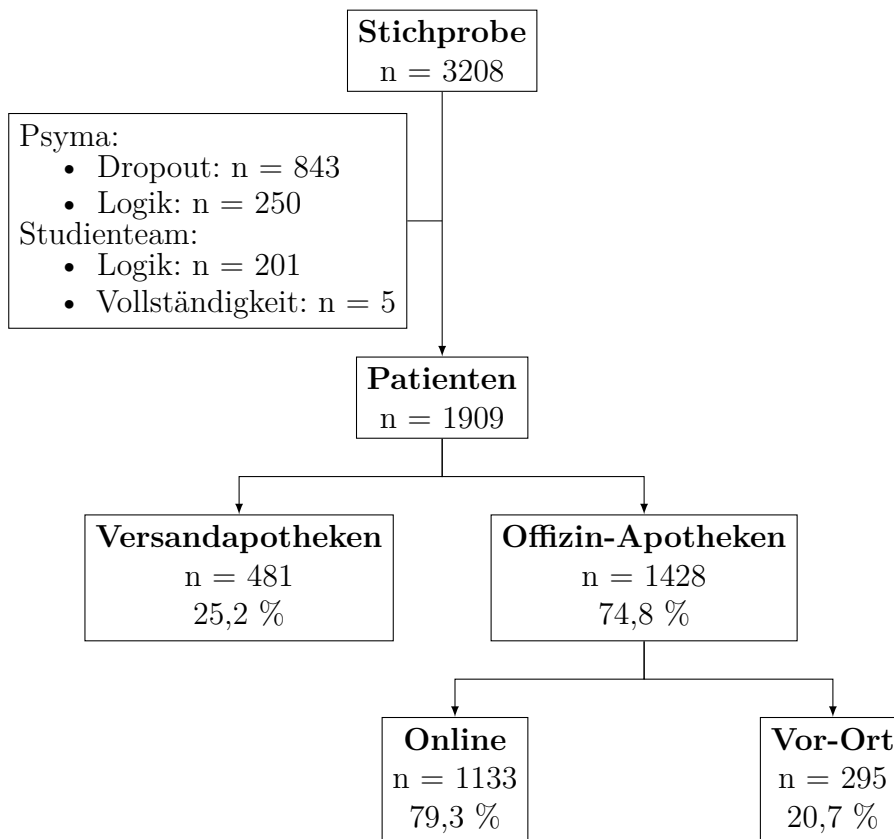 Stichprobe
n = 3208
Psyma:
• Dropout: n = 843
• Logik: n = 250
Studienteam:
• Logik: n = 201
• Vollständigkeit: n = 5
Patienten
n = 1909
Versandapotheken
n = 481
25,2 %
Offizin-Apotheken
n = 1428
74,8 %
Online
n = 1133
79,3 %
Vor-Ort
n = 295
20,7 %